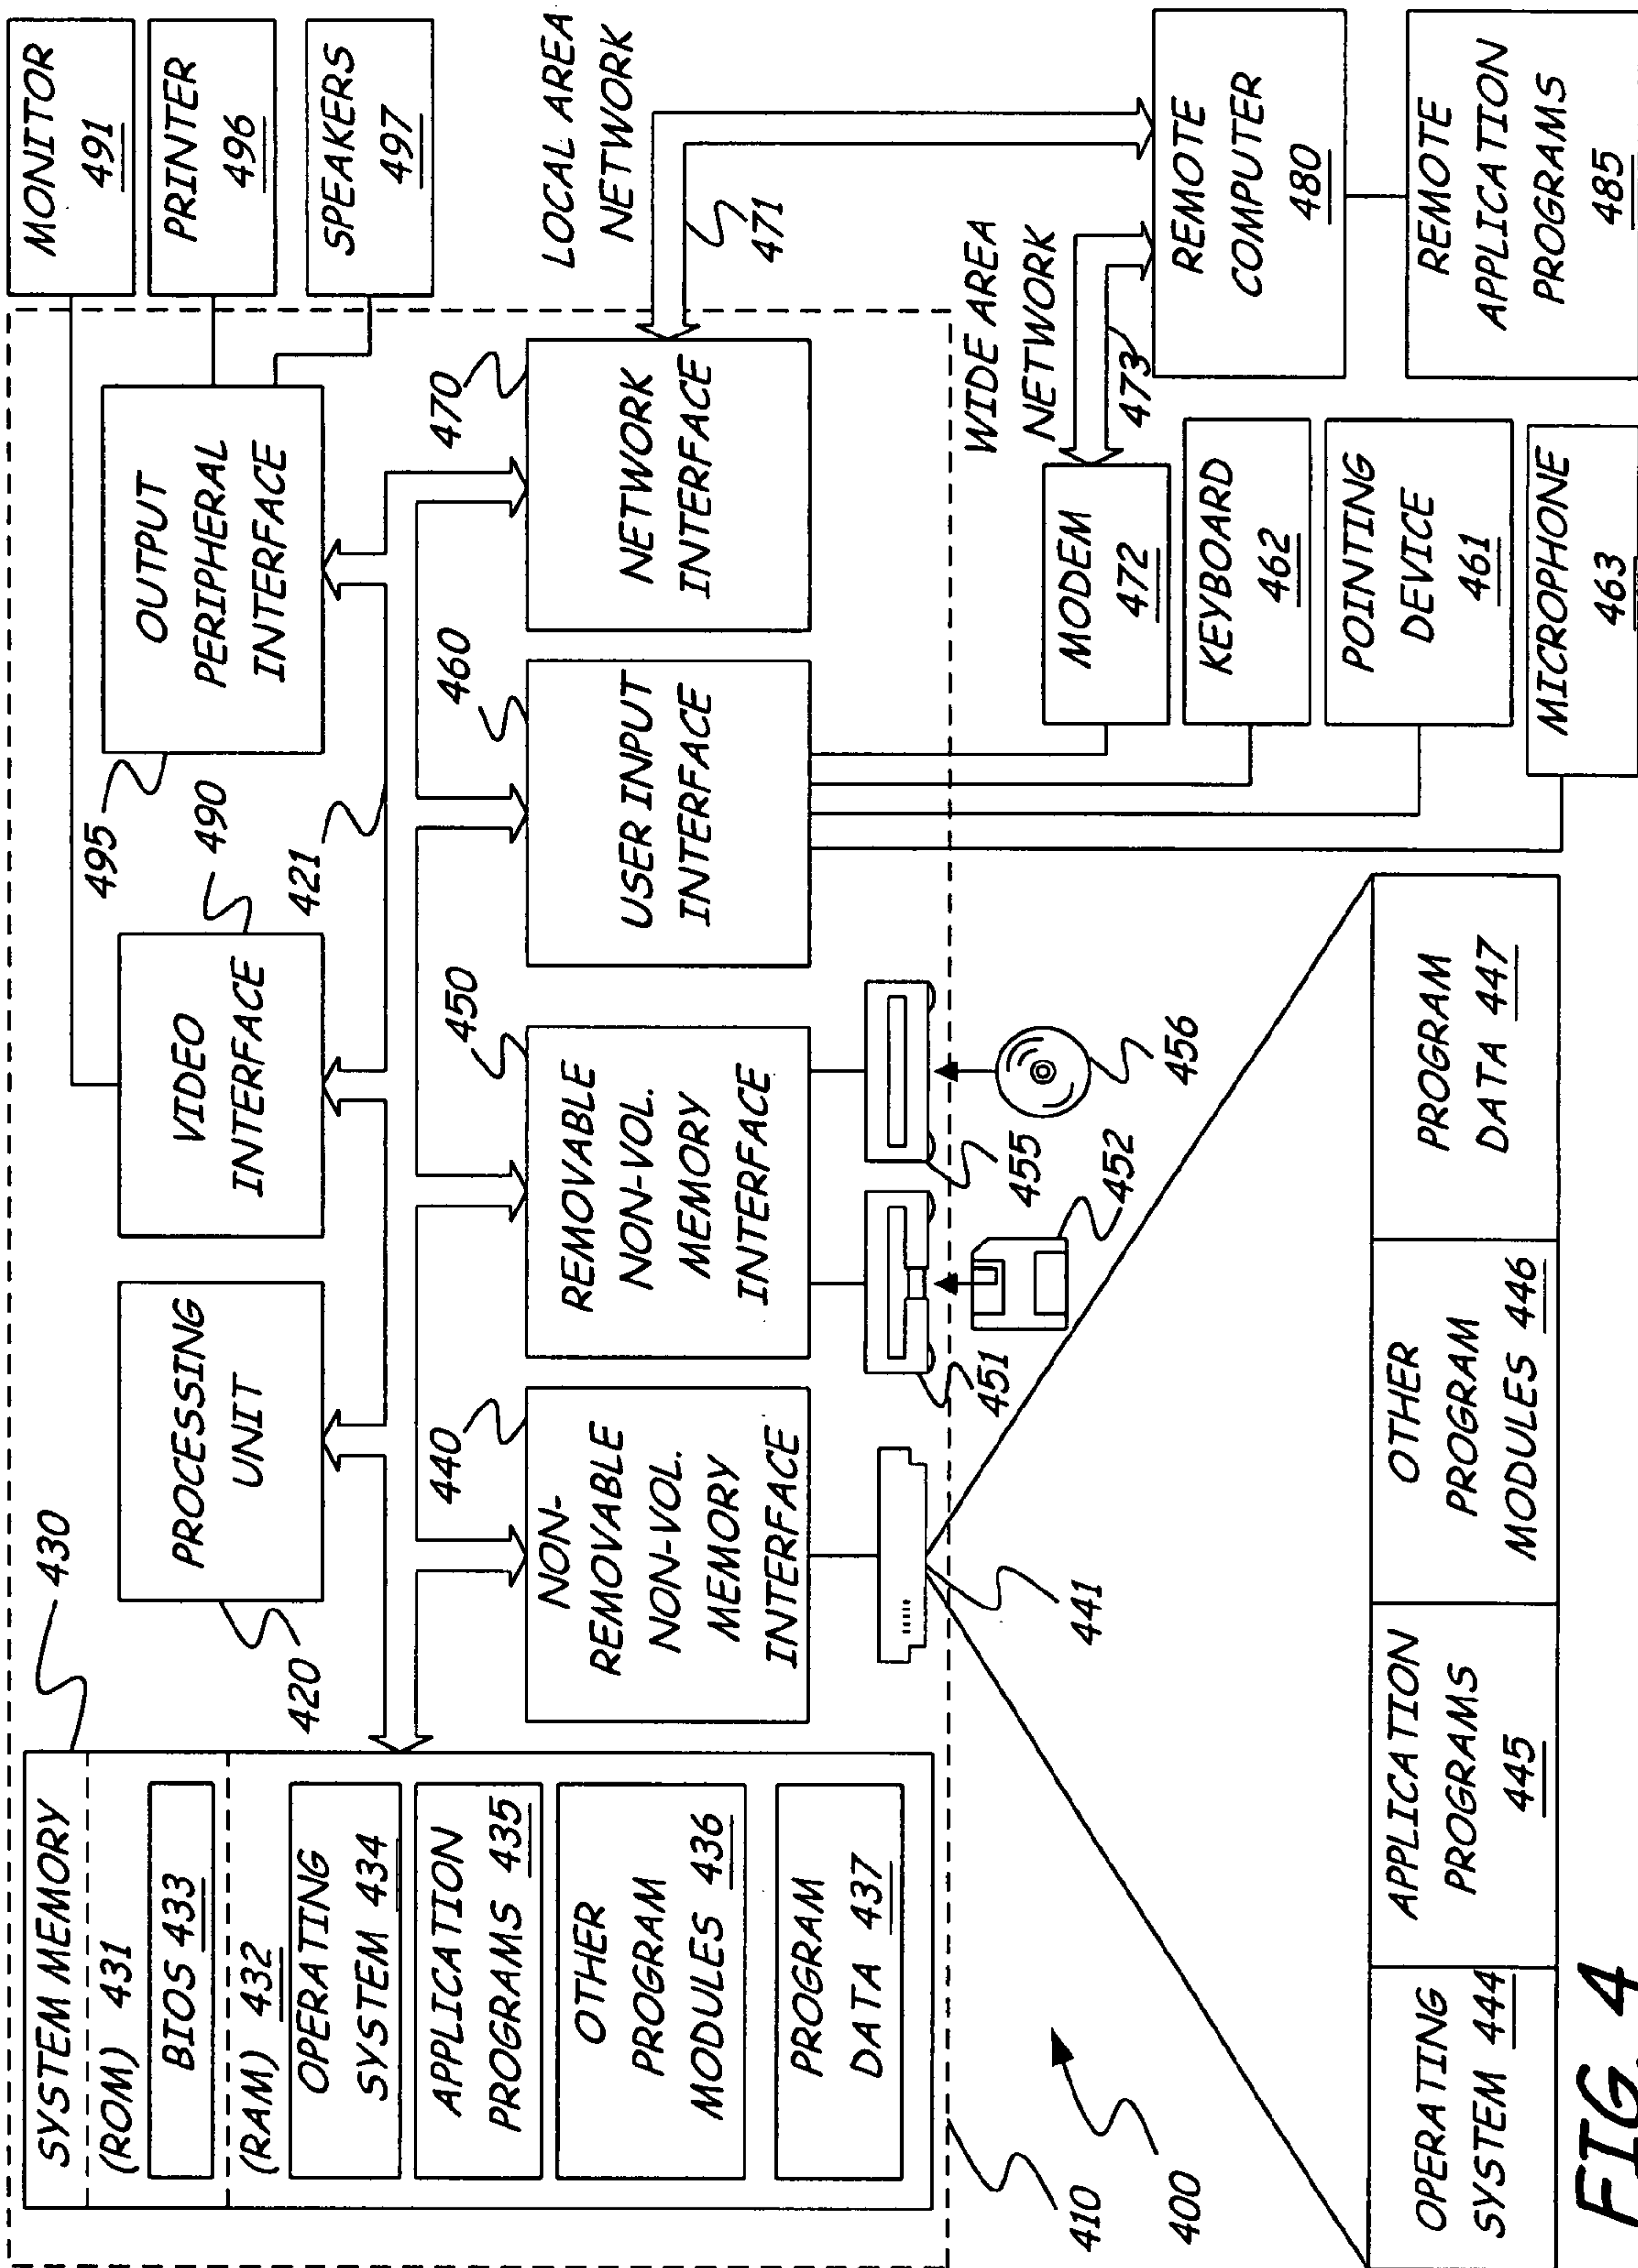 SYSTEM MEMORY
(ROM) 431
BIOS 433
(RAM) 432
OPERATING
SYSTEM 434
APPLICATION
PROGRAMS 435
OTHER
PROGRAM
MODULES 436
PROGRAM
DATA 437
430
PROCESSING
UNIT
420
VIDEO
INTERFACE
490
OUTPUT
PERIPHERAL
INTERFACE
495
421
MONITOR
491
PRINTER
496
SPEAKERS
497
440
NON-
REMOVABLE
NON-VOL.
MEMORY
INTERFACE
450
REMOVABLE
NON-VOL.
MEMORY
INTERFACE
460
USER INPUT
INTERFACE
470
NETWORK
INTERFACE
LOCAL AREA
NETWORK
471
441
451
452
455
456
WIDE AREA
NETWORK
473
MODEM
472
KEYBOARD
462
POINTING
DEVICE
461
MICROPHONE
463
REMOTE
COMPUTER
480
REMOTE
APPLICATION
PROGRAMS
485
410
400
OPERATING
SYSTEM 444
APPLICATION
PROGRAMS
445
OTHER
PROGRAM
MODULES 446
PROGRAM
DATA 447
FIG. 4